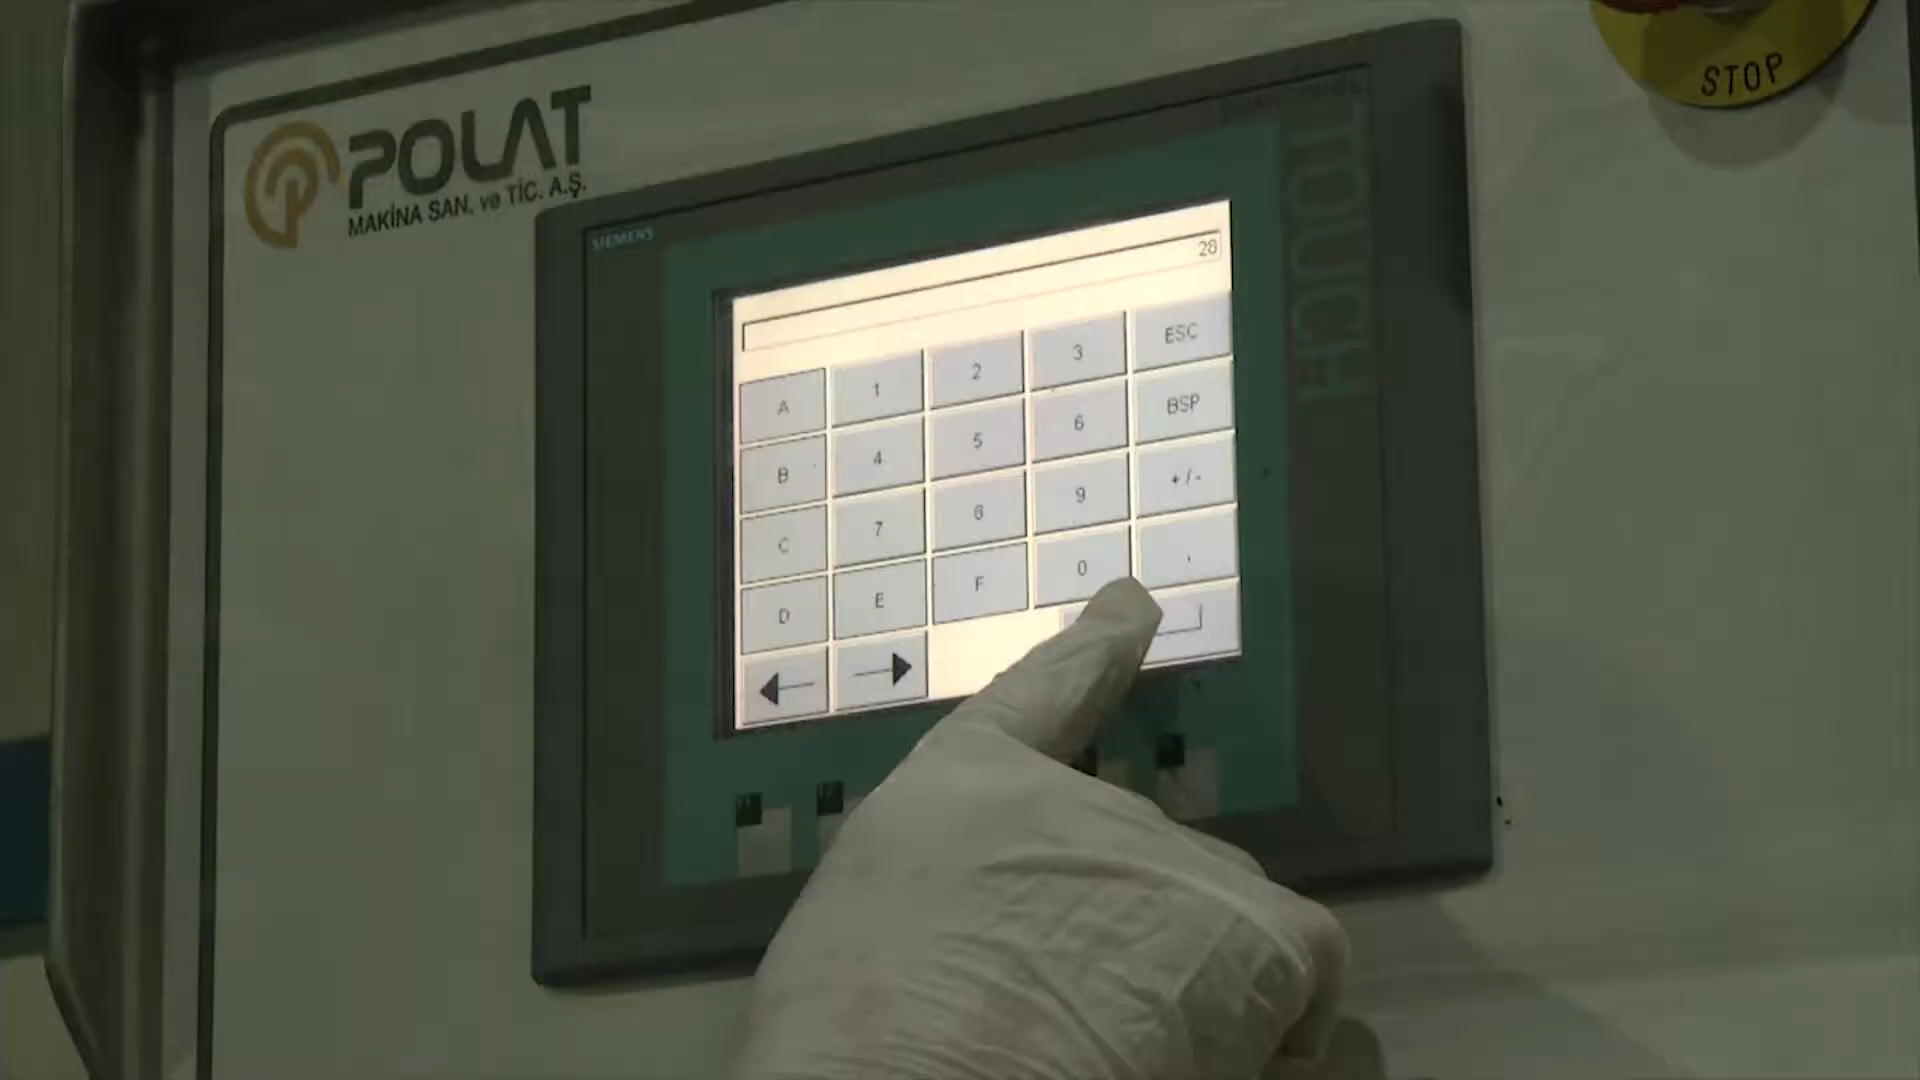 STOP
POLAT
MAKİNA SAN. ve TİC. A.Ş.
SIEMENS
TOUCH
28
A 1 2 3 ESC
B 4 5 6 BSP
C 7 8 9 +/-
D E F 0 ,